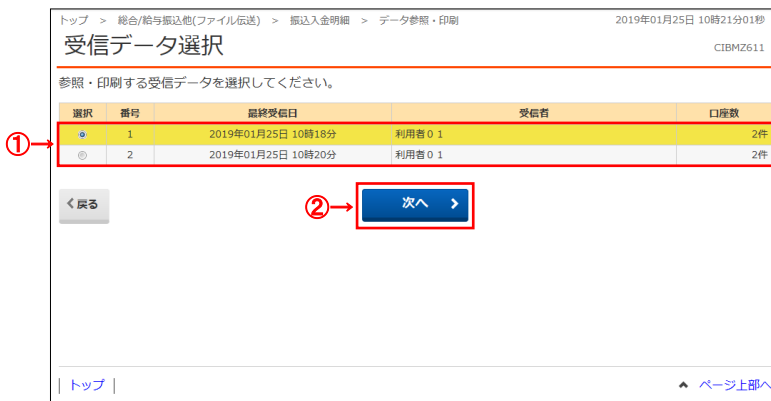 トップ > 総合/給与振込他(ファイル伝送) > 振込入金明細 > データ参照・印刷 2019年01月25日 10時21分01秒
受信データ選択 CIBMZ611
参照・印刷する受信データを選択してください。
選択 番号 最終受信日 受信者 口座数
① 1 2019年01月25日 10時18分 利用者01 2件
2 2019年01月25日 10時20分 利用者01 2件
戻る ② 次へ
| トップ | ページ上部へ